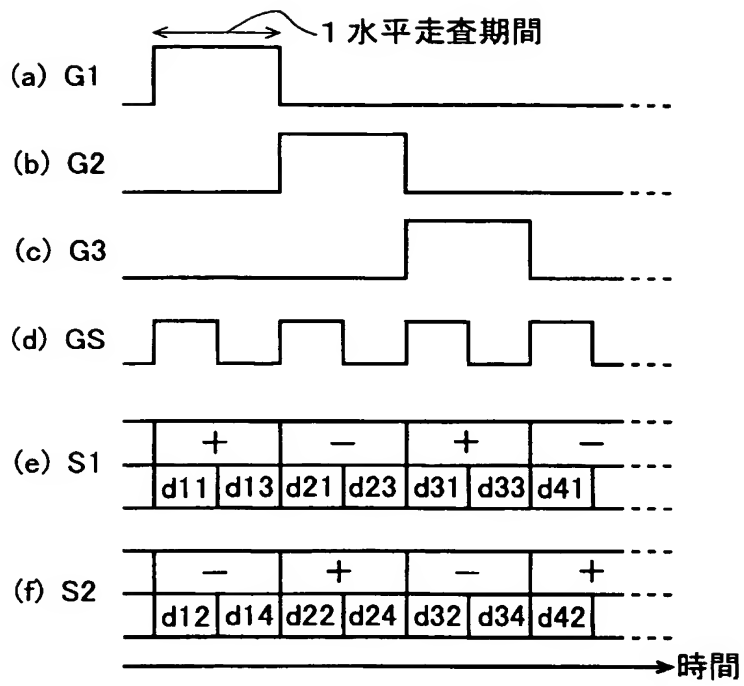 1水平走査期間
(a) G1
(b) G2
(c) G3
(d) GS
(e) S1
+ − + −
d11 d13 d21 d23 d31 d33 d41
(f) S2
− + − +
d12 d14 d22 d24 d32 d34 d42
時間